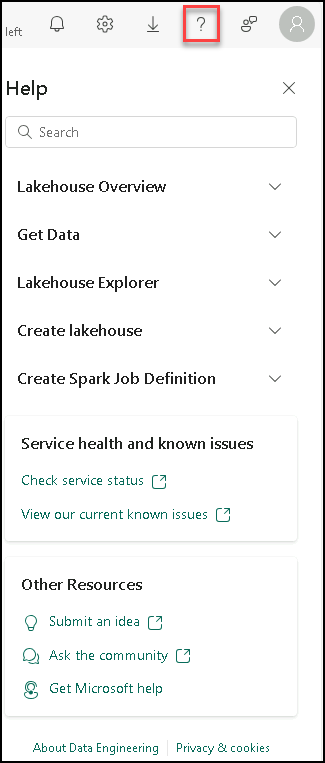 left
?
Help
Search
Lakehouse Overview
Get Data
Lakehouse Explorer
Create lakehouse
Create Spark Job Definition
Service health and known issues
Check service status
View our current known issues
Other Resources
Submit an idea
Ask the community
Get Microsoft help
About Data Engineering | Privacy & cookies